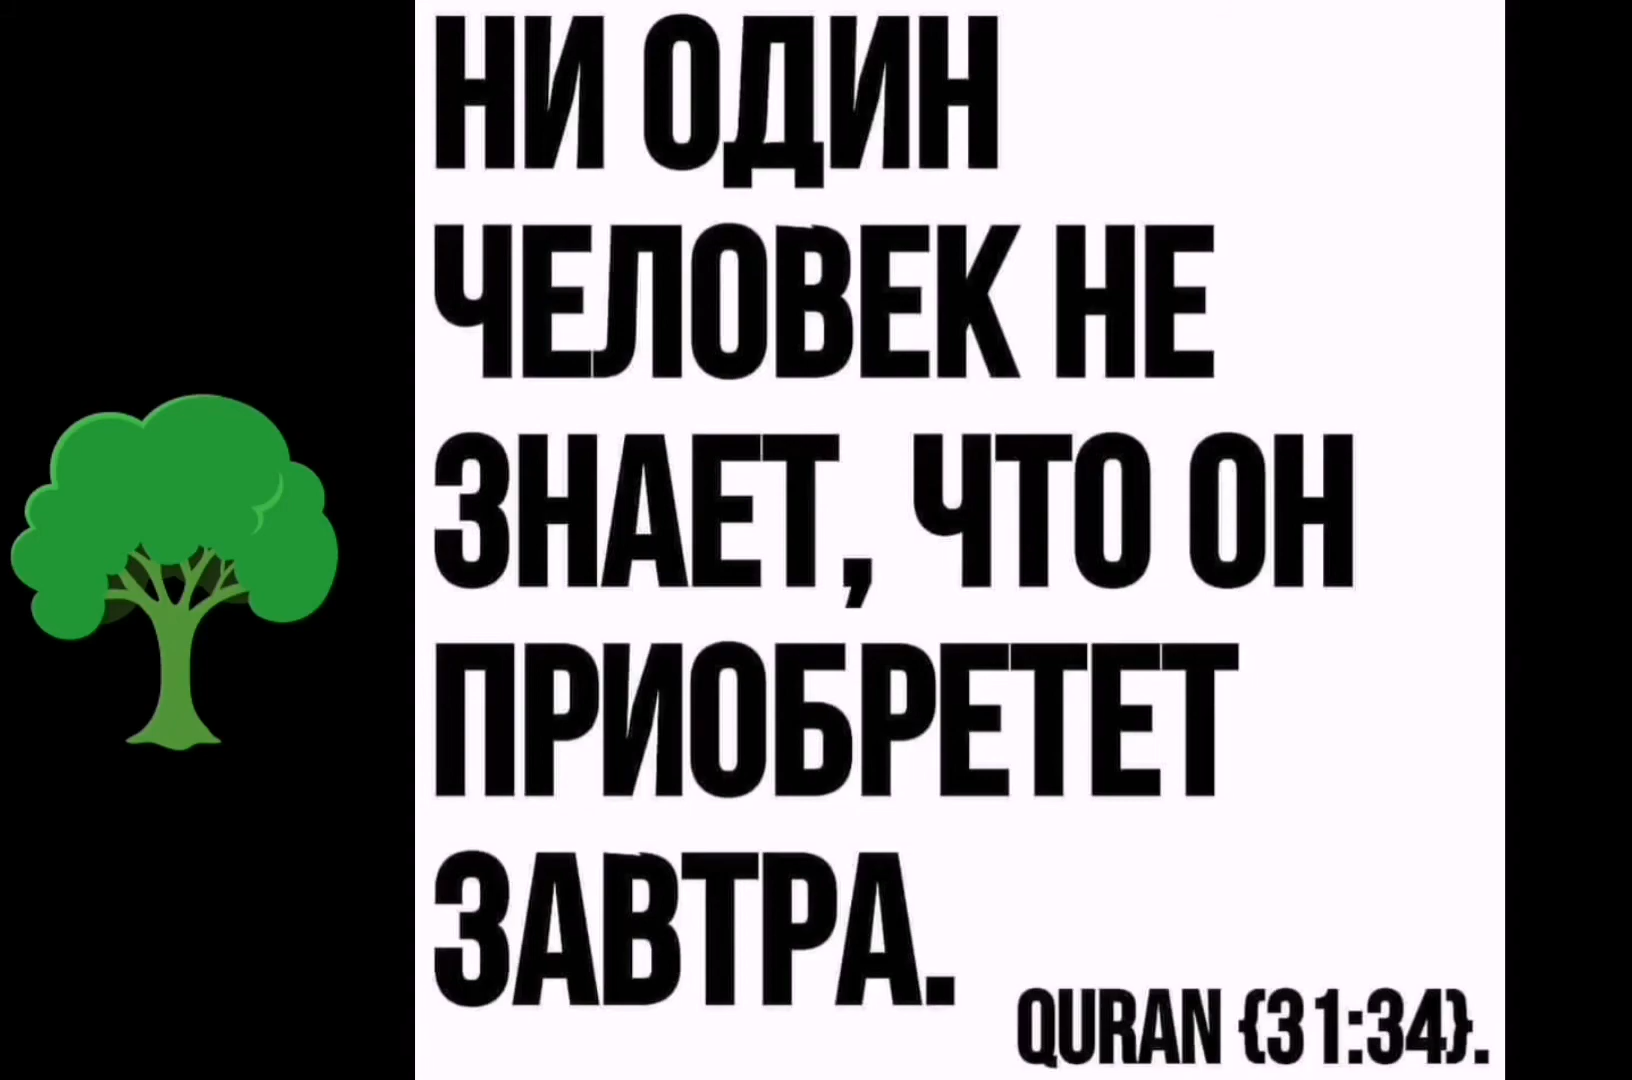 НИ ОДИН
ЧЕЛОВЕК НЕ
ЗНАЕТ, ЧТО ОН
ПРИОБРЕТЕТ
ЗАВТРА.
QURAN {31:34}.